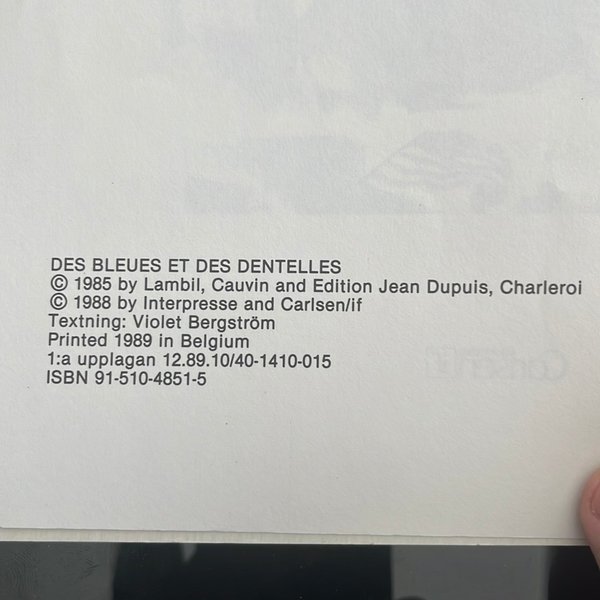 DES BLEUES ET DES DENTELLES
© 1985 by Lambil, Cauvin and Edition Jean Dupuis, Charleroi
© 1988 by Interpresse and Carlsen/if
Textning: Violet Bergström
Printed 1989 in Belgium
1:a upplagan 12.89.10/40-1410-015
ISBN 91-510-4851-5